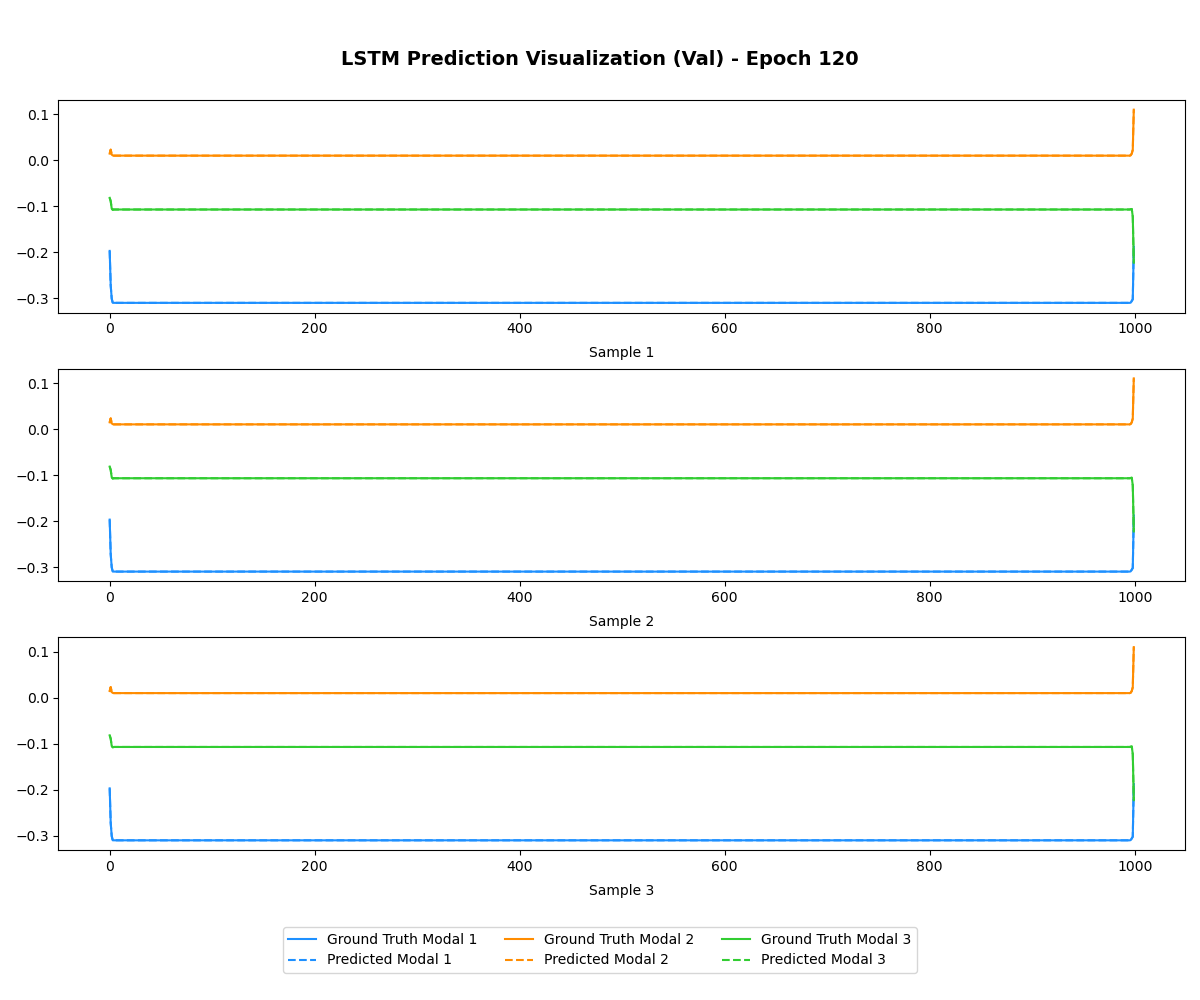 LSTM Prediction Visualization (Val) - Epoch 120
0.1
0.0
−0.1
−0.2
−0.3
0 200 400 600 800 1000
Sample 1
0.1
0.0
−0.1
−0.2
−0.3
0 200 400 600 800 1000
Sample 2
0.1
0.0
−0.1
−0.2
−0.3
0 200 400 600 800 1000
Sample 3
Ground Truth Modal 1 Ground Truth Modal 2 Ground Truth Modal 3
Predicted Modal 1 Predicted Modal 2 Predicted Modal 3